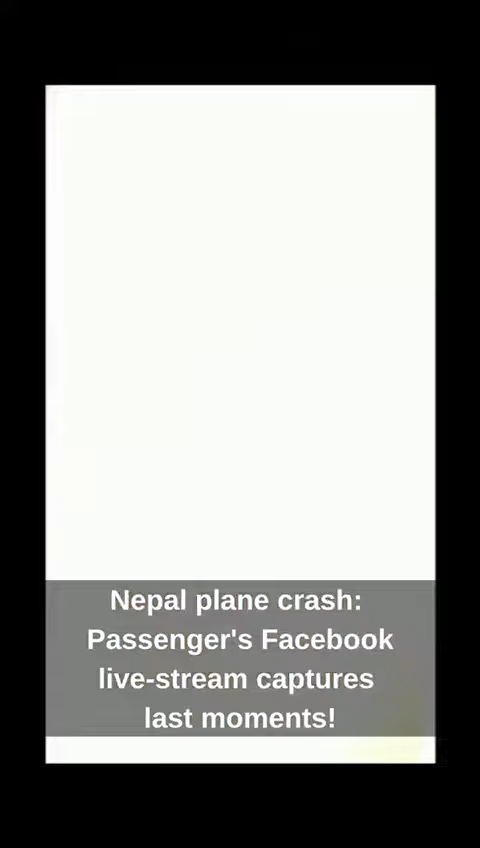 Nepal plane crash:
Passenger's Facebook
live-stream captures
last moments!